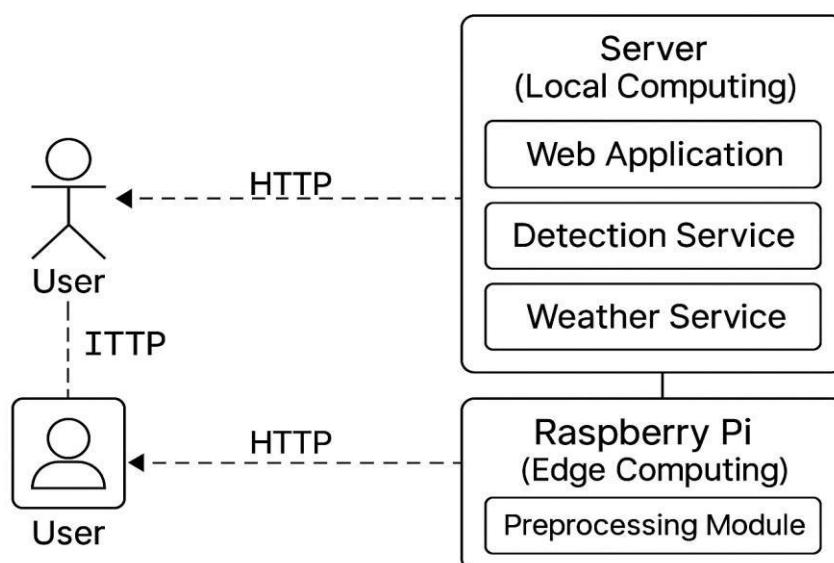 Server
(Local Computing)
Web Application
HTTP
Detection Service
User
Weather Service
ITTP
Raspberry Pi
(Edge Computing)
HTTP
Preprocessing Module
User